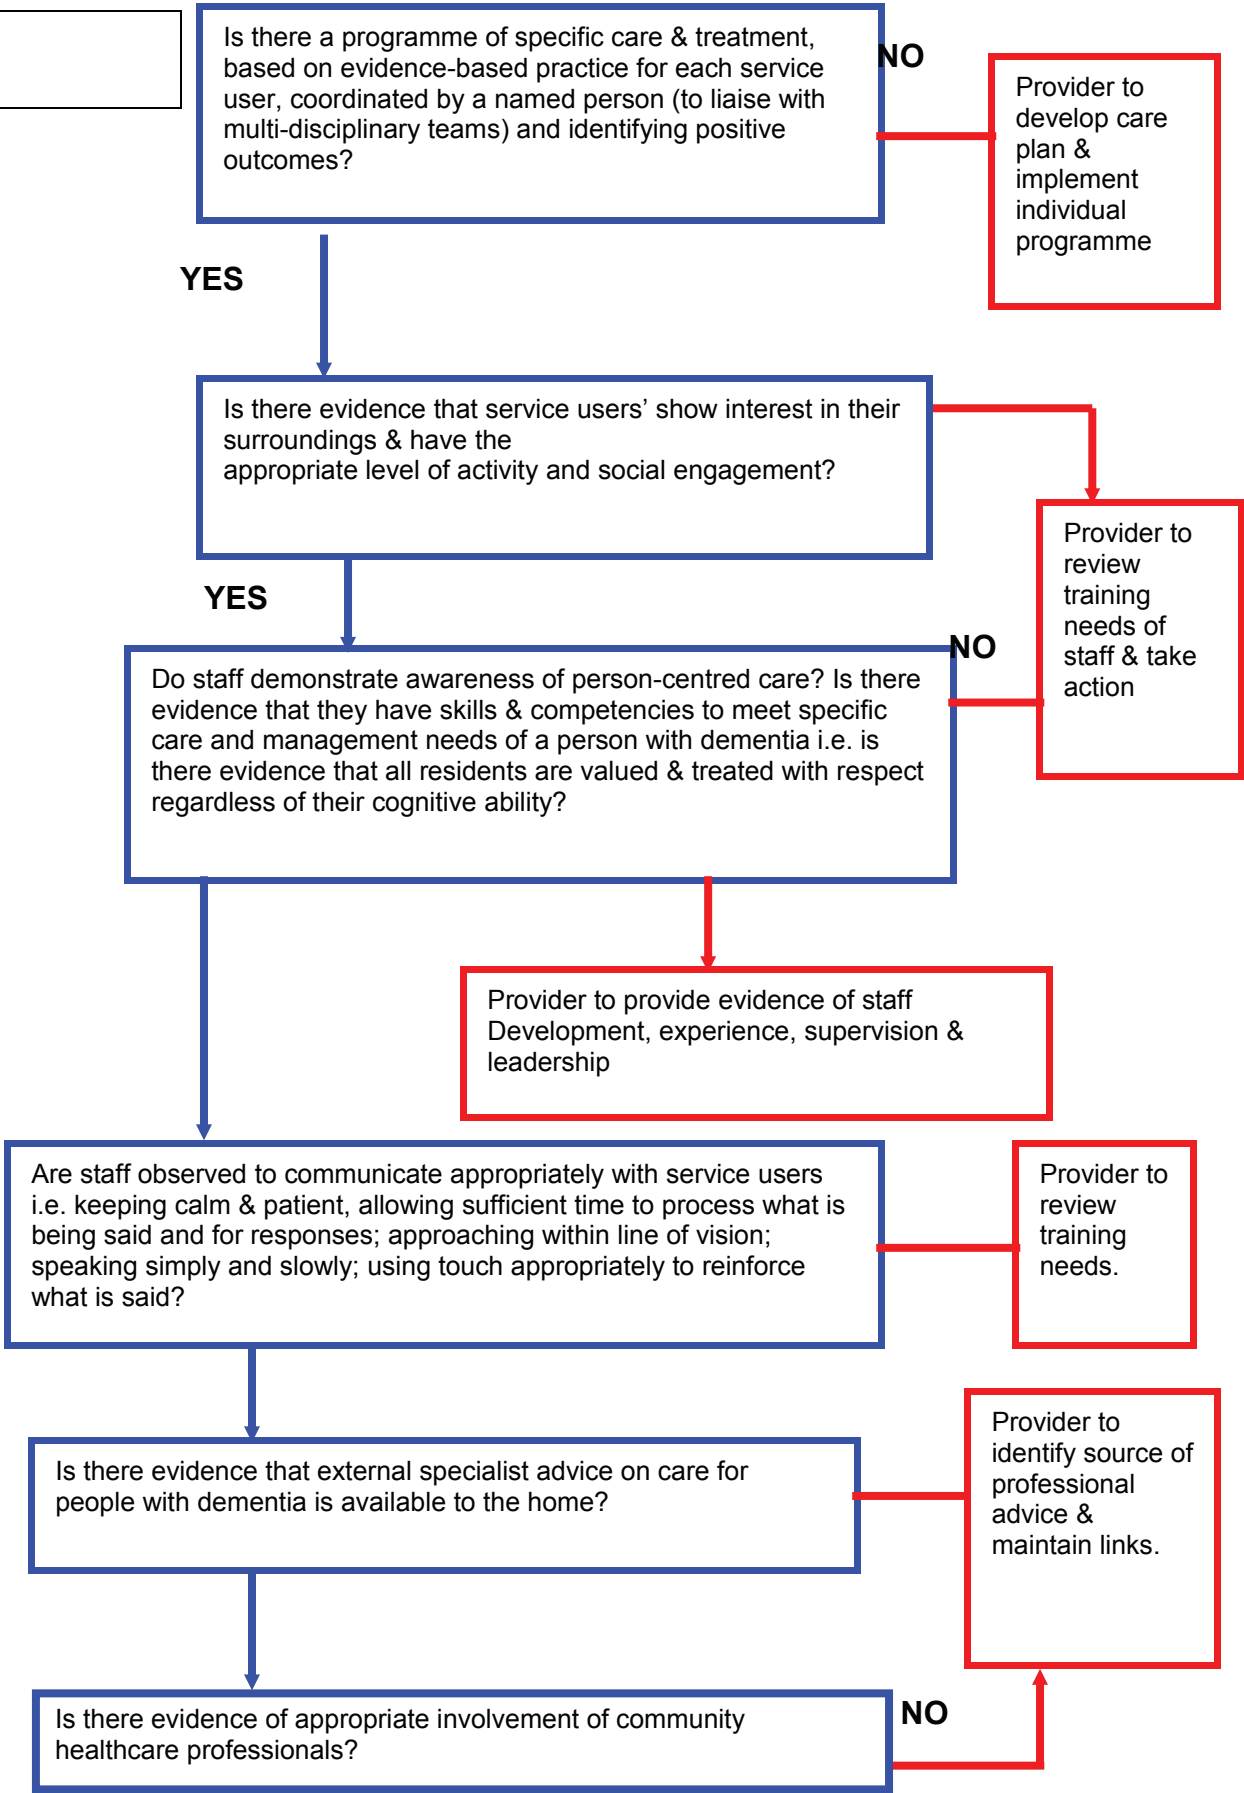 Is there a programme of specific care & treatment,
based on evidence-based practice for each service
user, coordinated by a named person (to liaise with
multi-disciplinary teams) and identifying positive
outcomes?
NO
Provider to
develop care
plan &
implement
individual
programme
YES
Is there evidence that service users’ show interest in their
surroundings & have the
appropriate level of activity and social engagement?
Provider to
review
training
needs of
staff & take
action
YES
NO
Do staff demonstrate awareness of person-centred care? Is there
evidence that they have skills & competencies to meet specific
care and management needs of a person with dementia i.e. is
there evidence that all residents are valued & treated with respect
regardless of their cognitive ability?
Provider to provide evidence of staff
Development, experience, supervision &
leadership
Are staff observed to communicate appropriately with service users
i.e. keeping calm & patient, allowing sufficient time to process what is
being said and for responses; approaching within line of vision;
speaking simply and slowly; using touch appropriately to reinforce
what is said?
Provider to
review
training
needs.
Is there evidence that external specialist advice on care for
people with dementia is available to the home?
Provider to
identify source of
professional
advice &
maintain links.
Is there evidence of appropriate involvement of community
healthcare professionals?
NO